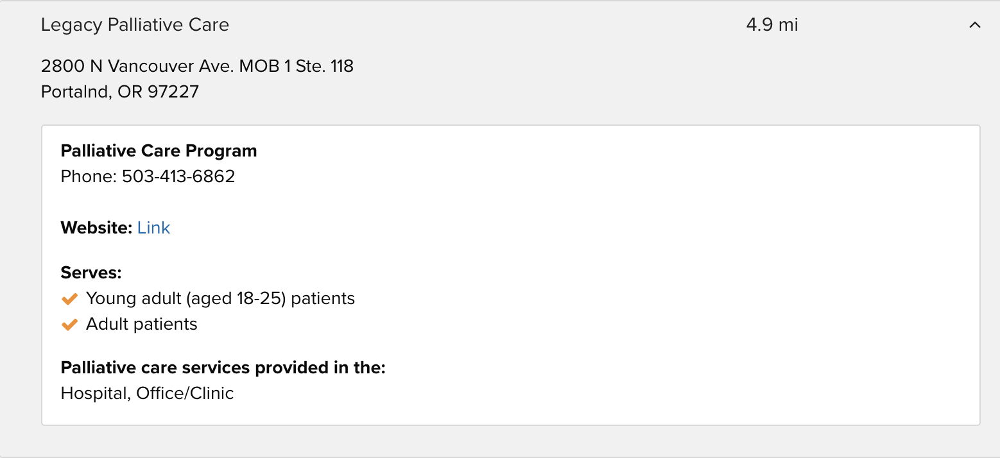 Legacy Palliative Care 4.9 mi
2800 N Vancouver Ave. MOB 1 Ste. 118
Portalnd, OR 97227
Palliative Care Program
Phone: 503-413-6862
Website: Link
Serves:
Young adult (aged 18-25) patients
Adult patients
Palliative care services provided in the:
Hospital, Office/Clinic